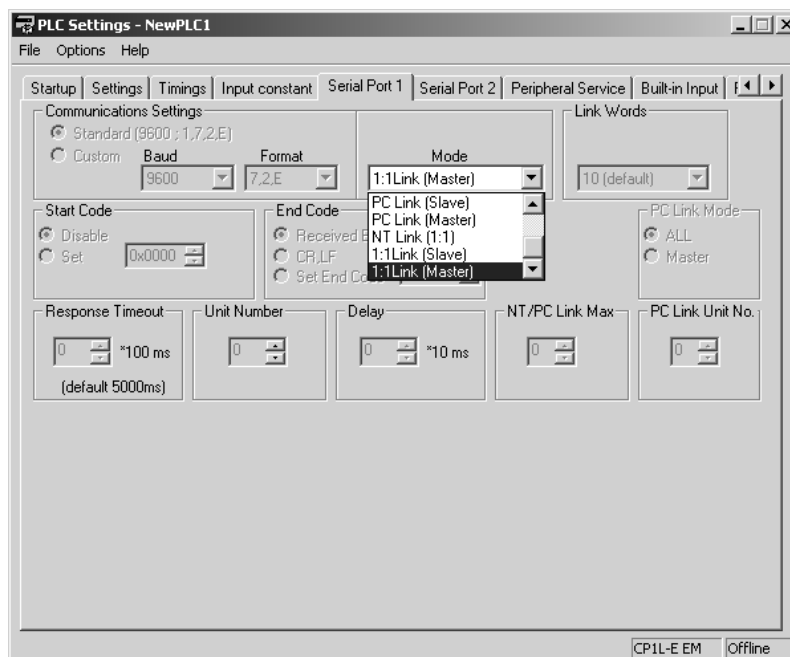 PLC Settings - NewPLC1
File Options Help
Startup Settings Timings Input constant Serial Port 1 Serial Port 2 Peripheral Service Built-in Input
Communications Settings
Standard (9600 ; 1,7,2,E)
Custom Baud Format
9600 7,2,E
Mode
1:1Link (Master)
PC Link (Slave)
PC Link (Master)
NT Link (1:1)
1:1Link (Slave)
1:1Link (Master)
Link Words
10 (default)
Start Code
Disable
Set 0x0000
End Code
Received
CR,LF
Set End
PC Link Mode
ALL
Master
Response Timeout
0 *100 ms
(default 5000ms)
Unit Number
0
Delay
0 *10 ms
NT/PC Link Max
0
PC Link Unit No.
0
CP1L-E EM Offline